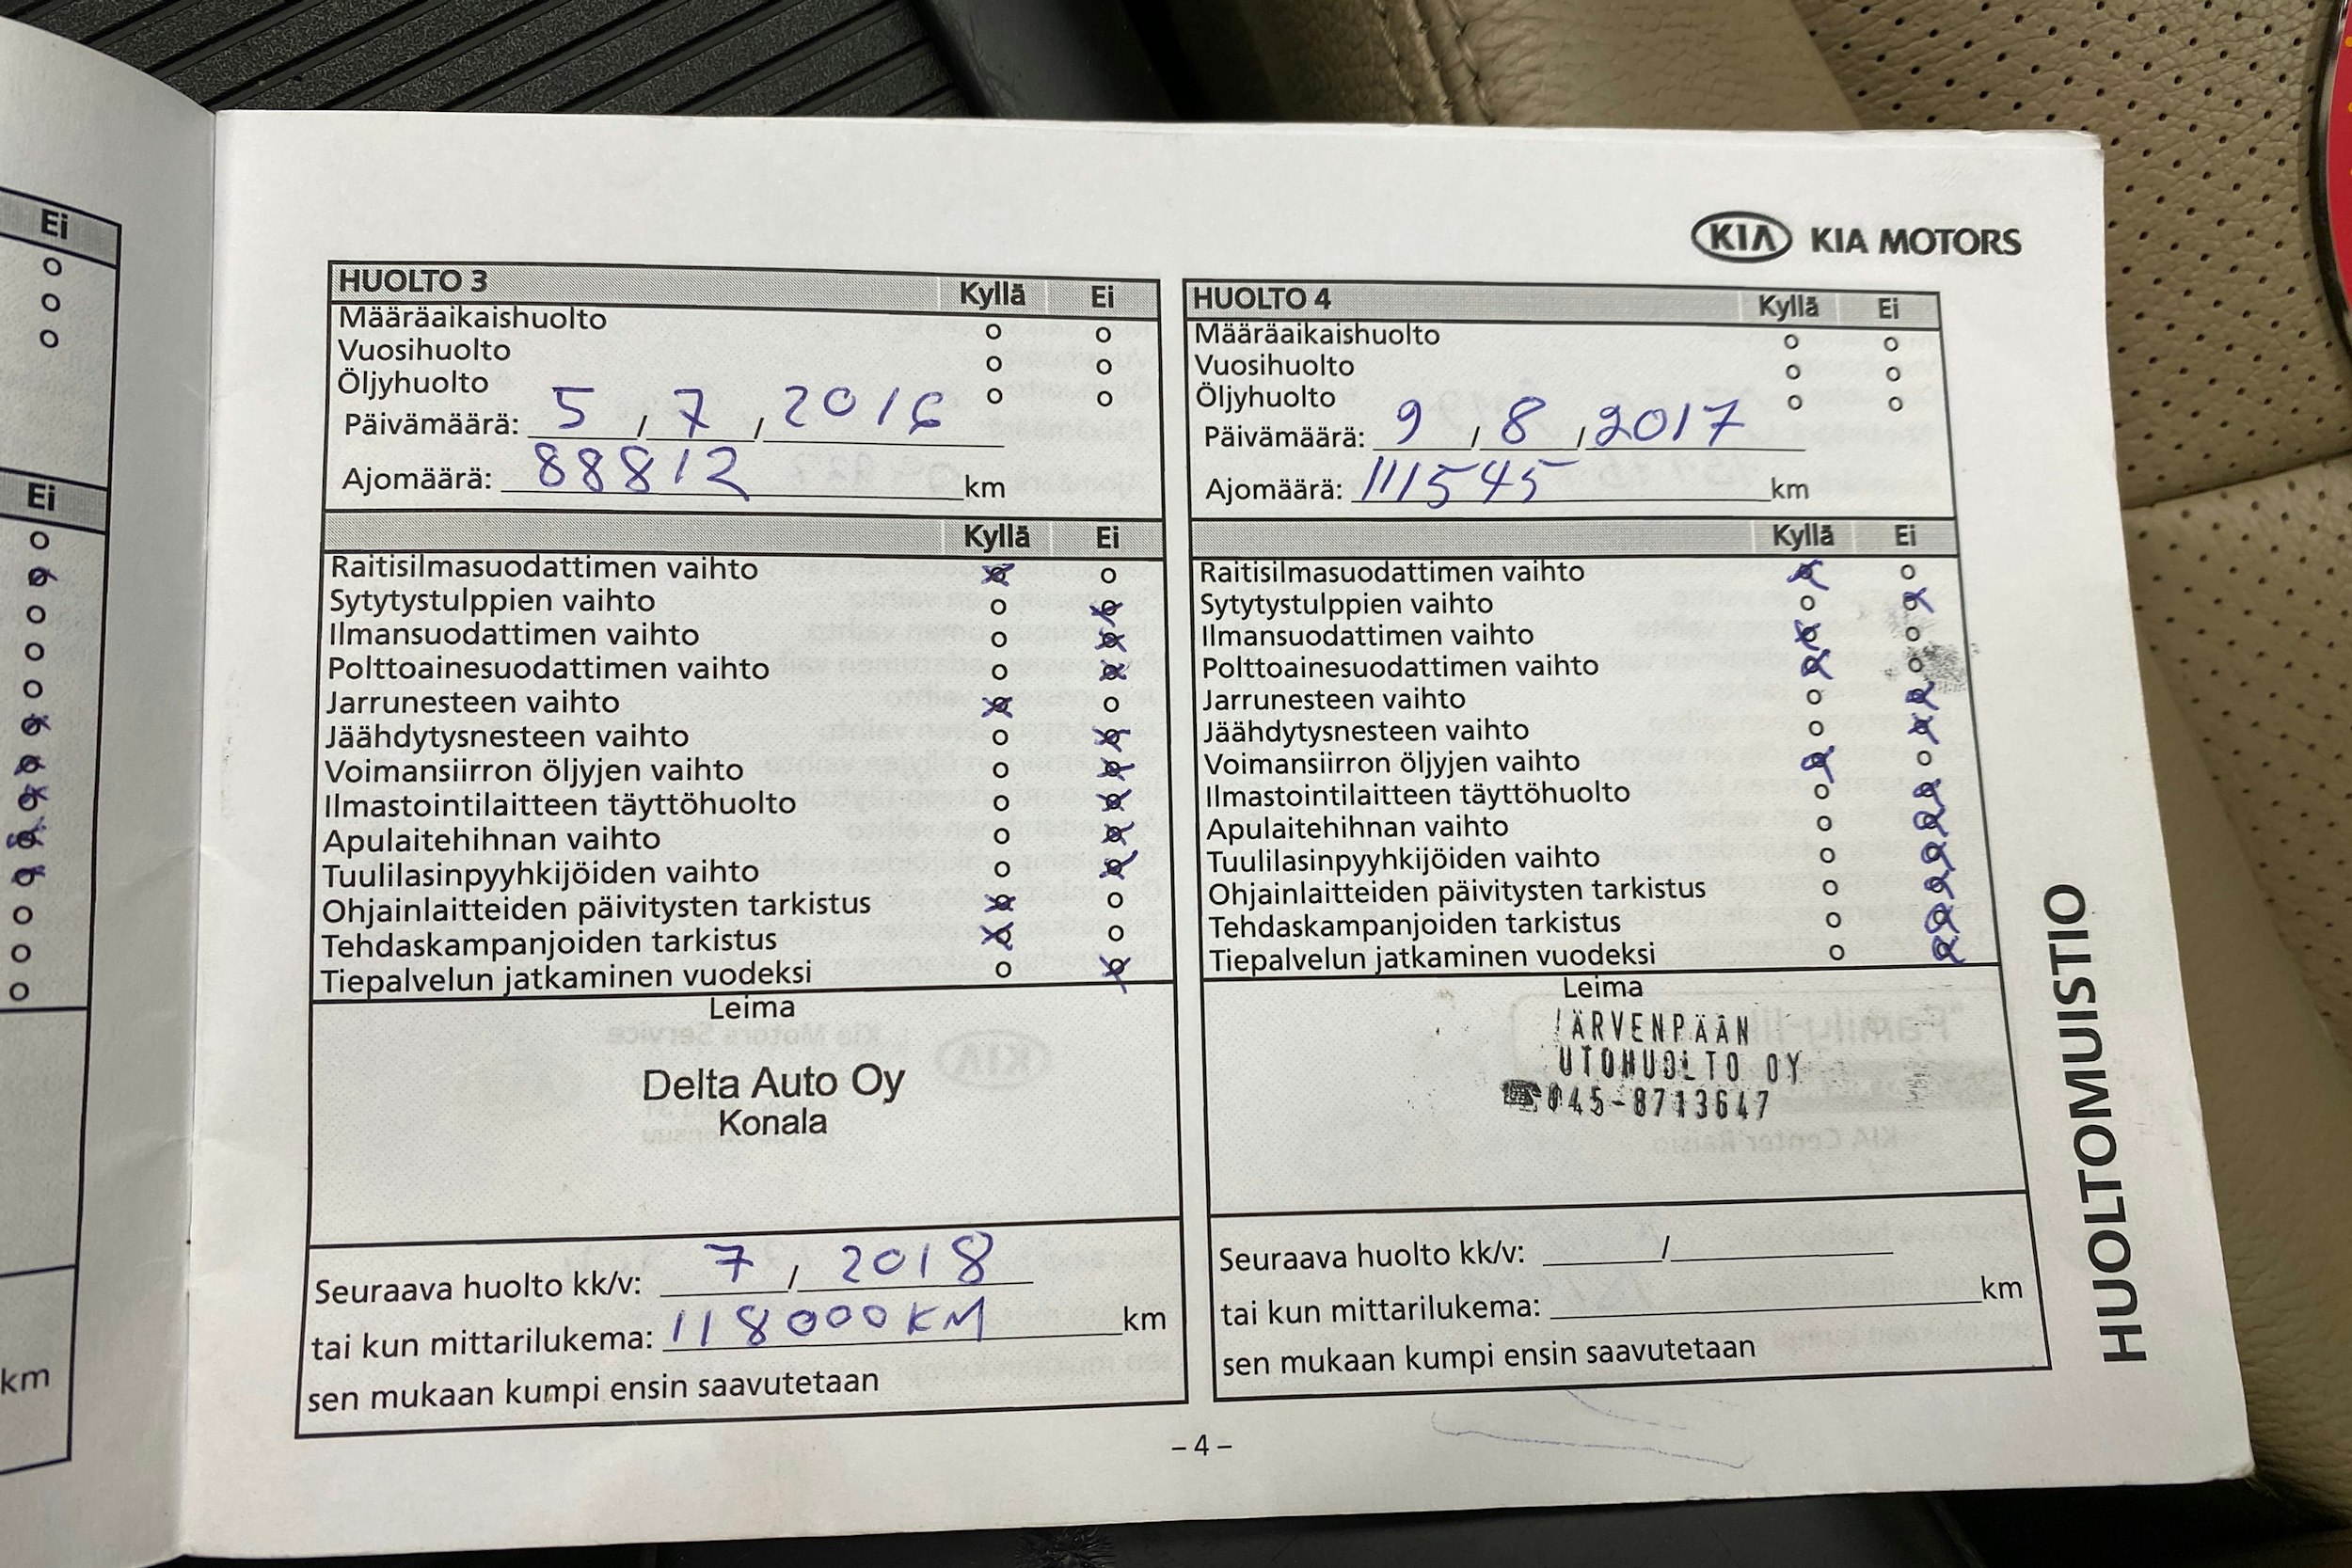 Ei
Ei
km
KIA KIA MOTORS
HUOLTO 3 Kyllä Ei
Määräaikaishuolto
Vuosihuolto
Öljyhuolto
Päivämäärä: 5 / 7 / 2016
Ajomäärä: 88812 km
Kyllä Ei
Raitisilmasuodattimen vaihto
Sytytystulppien vaihto
Ilmansuodattimen vaihto
Polttoainesuodattimen vaihto
Jarrunesteen vaihto
Jäähdytysnesteen vaihto
Voimansiirron öljyjen vaihto
Ilmastointilaitteen täyttöhuolto
Apulaitehihnan vaihto
Tuulilasinpyyhkijöiden vaihto
Ohjainlaitteiden päivitysten tarkistus
Tehdaskampanjoiden tarkistus
Tiepalvelun jatkaminen vuodeksi
Leima
Delta Auto Oy
Konala
Seuraava huolto kk/v: 7 / 2018
tai kun mittarilukema: 118000 KM km
sen mukaan kumpi ensin saavutetaan
HUOLTO 4 Kyllä Ei
Määräaikaishuolto
Vuosihuolto
Öljyhuolto
Päivämäärä: 9 / 8 / 2017
Ajomäärä: 111545 km
Kyllä Ei
Raitisilmasuodattimen vaihto
Sytytystulppien vaihto
Ilmansuodattimen vaihto
Polttoainesuodattimen vaihto
Jarrunesteen vaihto
Jäähdytysnesteen vaihto
Voimansiirron öljyjen vaihto
Ilmastointilaitteen täyttöhuolto
Apulaitehihnan vaihto
Tuulilasinpyyhkijöiden vaihto
Ohjainlaitteiden päivitysten tarkistus
Tehdaskampanjoiden tarkistus
Tiepalvelun jatkaminen vuodeksi
Leima
JÄRVENPÄÄN
UTOHUOLTO OY
☎045-8713647
Seuraava huolto kk/v: /
tai kun mittarilukema: km
sen mukaan kumpi ensin saavutetaan
HUOLTOMUISTIO
– 4 –